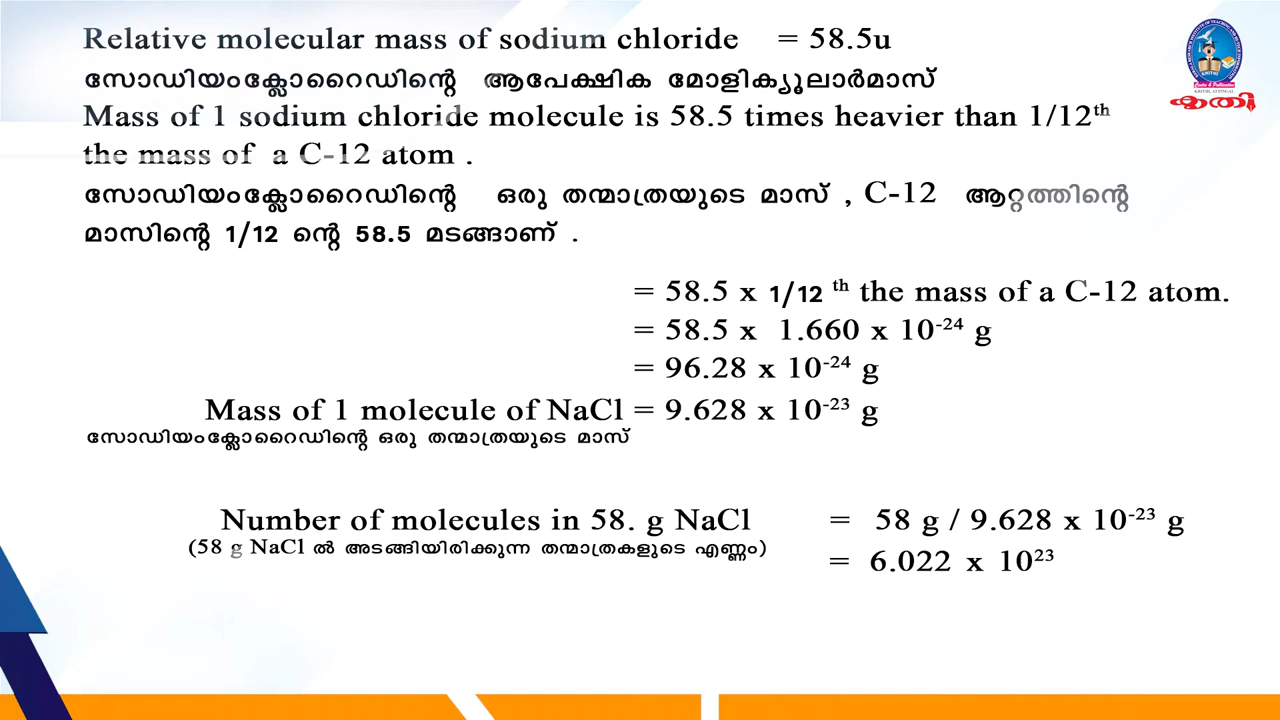 Relative molecular mass of sodium chloride = 58.5u
സോഡിയംക്ലോറൈഡിന്റെ ആപേക്ഷിക മോളിക്യൂലാർമാസ്
Mass of 1 sodium chloride molecule is 58.5 times heavier than 1/12ᵗʰ
the mass of a C-12 atom .
സോഡിയംക്ലോറൈഡിന്റെ ഒരു തന്മാത്രയുടെ മാസ് , C-12 ആറ്റത്തിന്റെ
മാസിന്റെ 1/12 ന്റെ 58.5 മടങ്ങാണ് .
= 58.5 x 1/12 ᵗʰ the mass of a C-12 atom.
= 58.5 x 1.660 x 10⁻²⁴ g
= 96.28 x 10⁻²⁴ g
Mass of 1 molecule of NaCl = 9.628 x 10⁻²³ g
സോഡിയംക്ലോറൈഡിന്റെ ഒരു തന്മാത്രയുടെ മാസ്
Number of molecules in 58. g NaCl = 58 g / 9.628 x 10⁻²³ g
(58 g NaCl ൽ അടങ്ങിയിരിക്കുന്ന തന്മാത്രകളുടെ എണ്ണം)
= 6.022 x 10²³
KRITHI
KRITHI, ATTINGAL
കൃതി